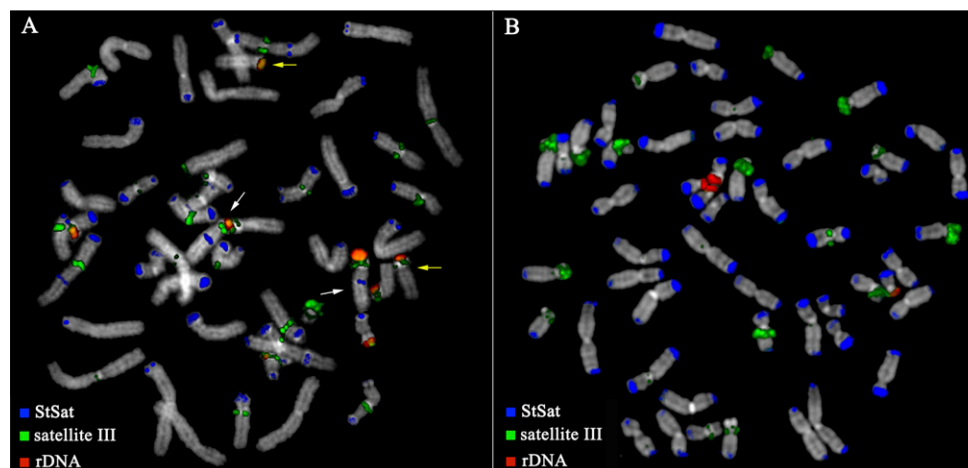 A
StSat
satellite III
rDNA
B
StSat
satellite III
rDNA